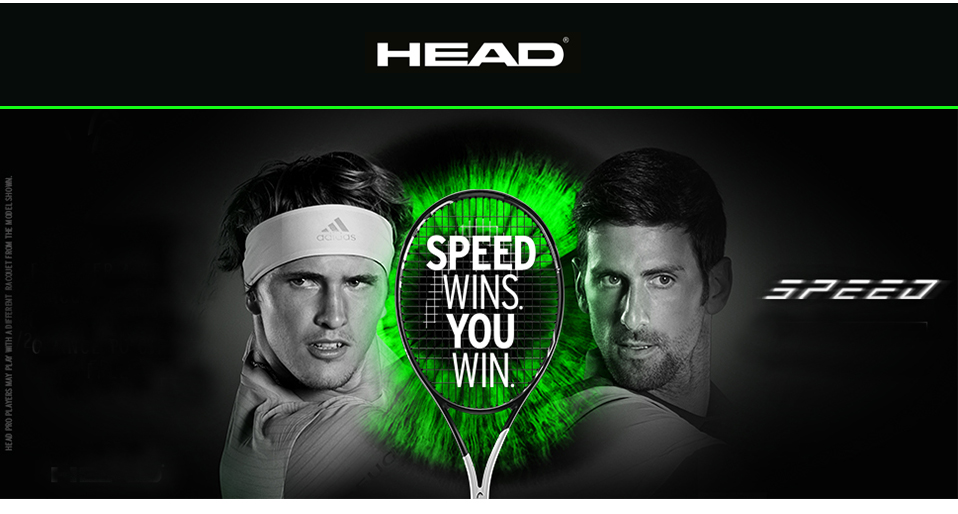 HEAD®
HEAD PRO PLAYERS MAY PLAY WITH A DIFFERENT RACQUET FROM THE MODEL SHOWN.
adidas
SPEED
WINS.
YOU
WIN.
SPEED